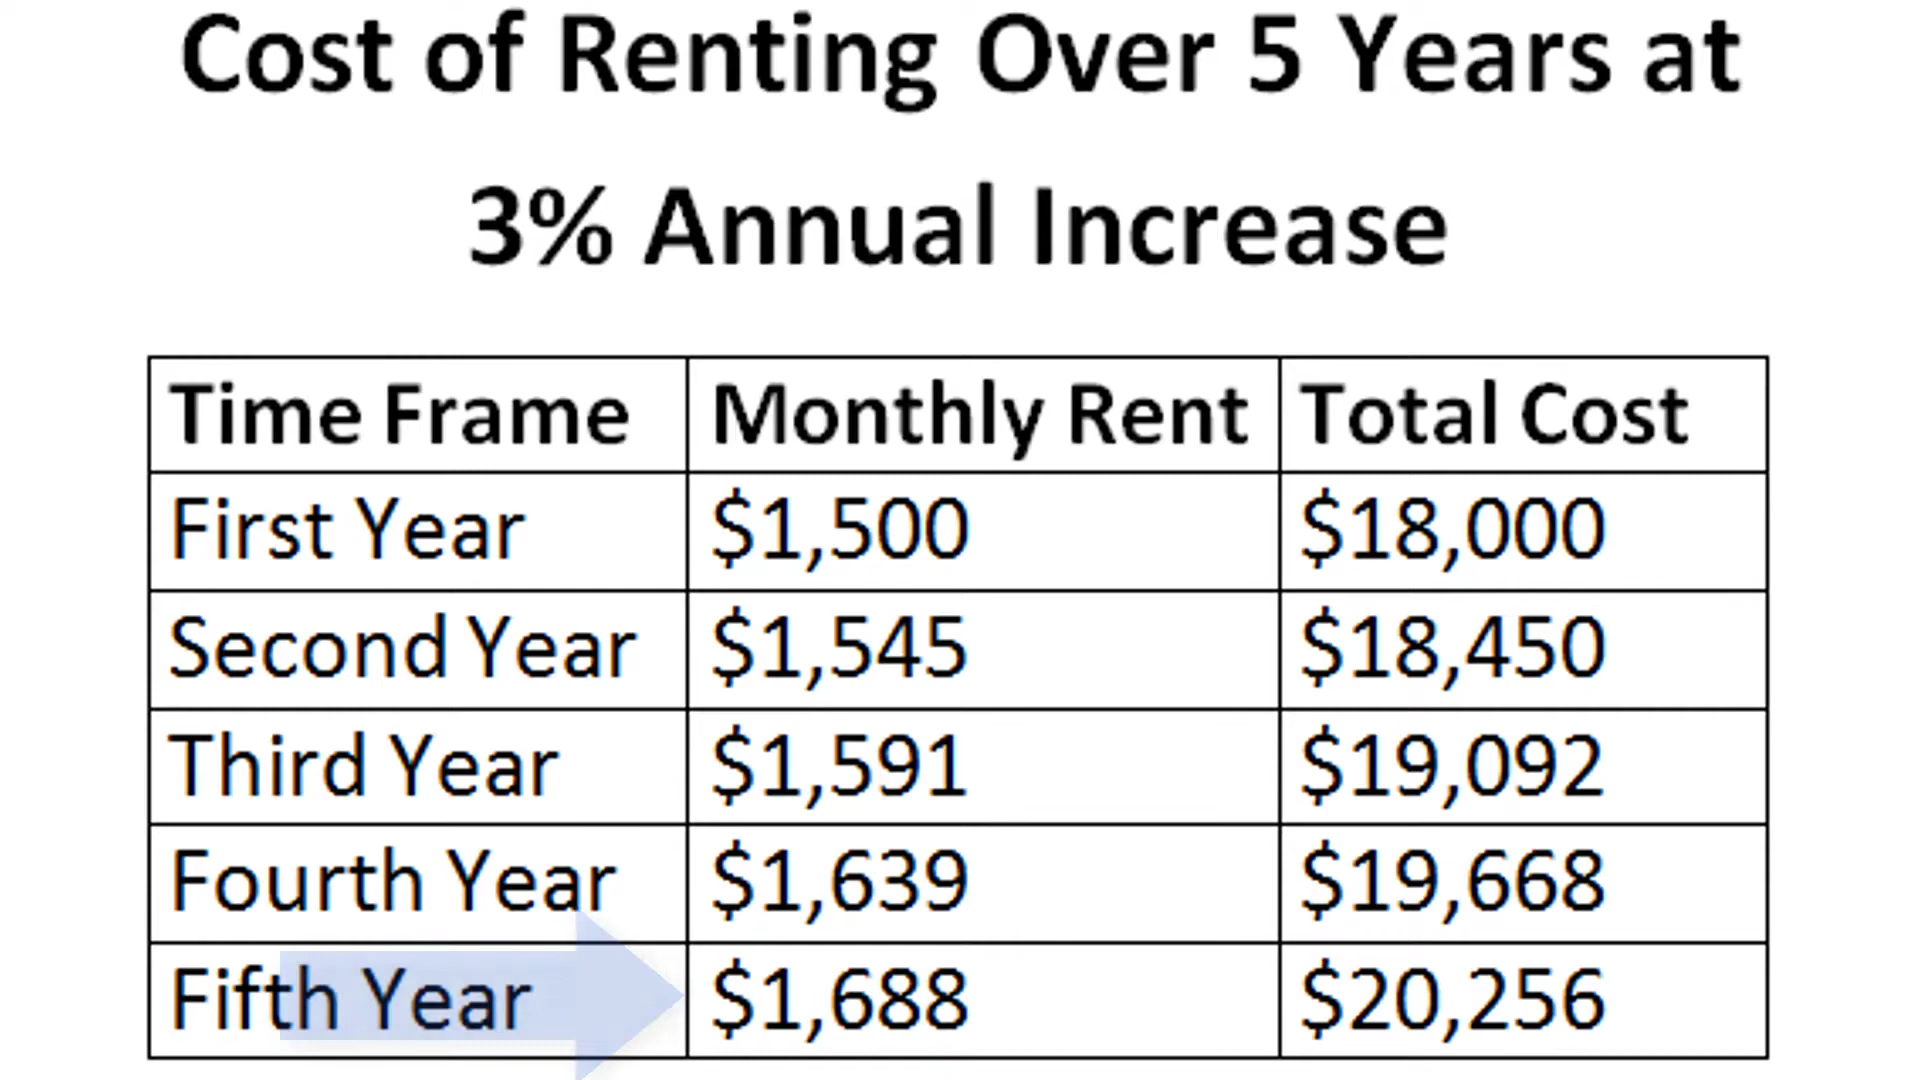 Cost of Renting Over 5 Years at
3% Annual Increase
Time Frame Monthly Rent Total Cost
First Year $1,500 $18,000
Second Year $1,545 $18,450
Third Year $1,591 $19,092
Fourth Year $1,639 $19,668
Fifth Year $1,688 $20,256